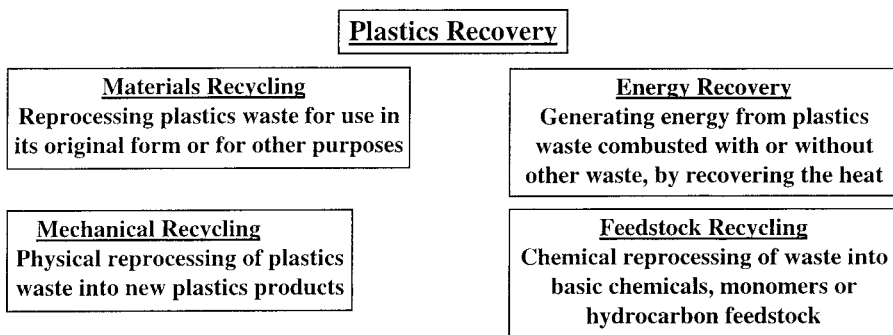 Plastics Recovery
Materials Recycling
Reprocessing plastics waste for use in
its original form or for other purposes
Energy Recovery
Generating energy from plastics
waste combusted with or without
other waste, by recovering the heat
Mechanical Recycling
Physical reprocessing of plastics
waste into new plastics products
Feedstock Recycling
Chemical reprocessing of waste into
basic chemicals, monomers or
hydrocarbon feedstock